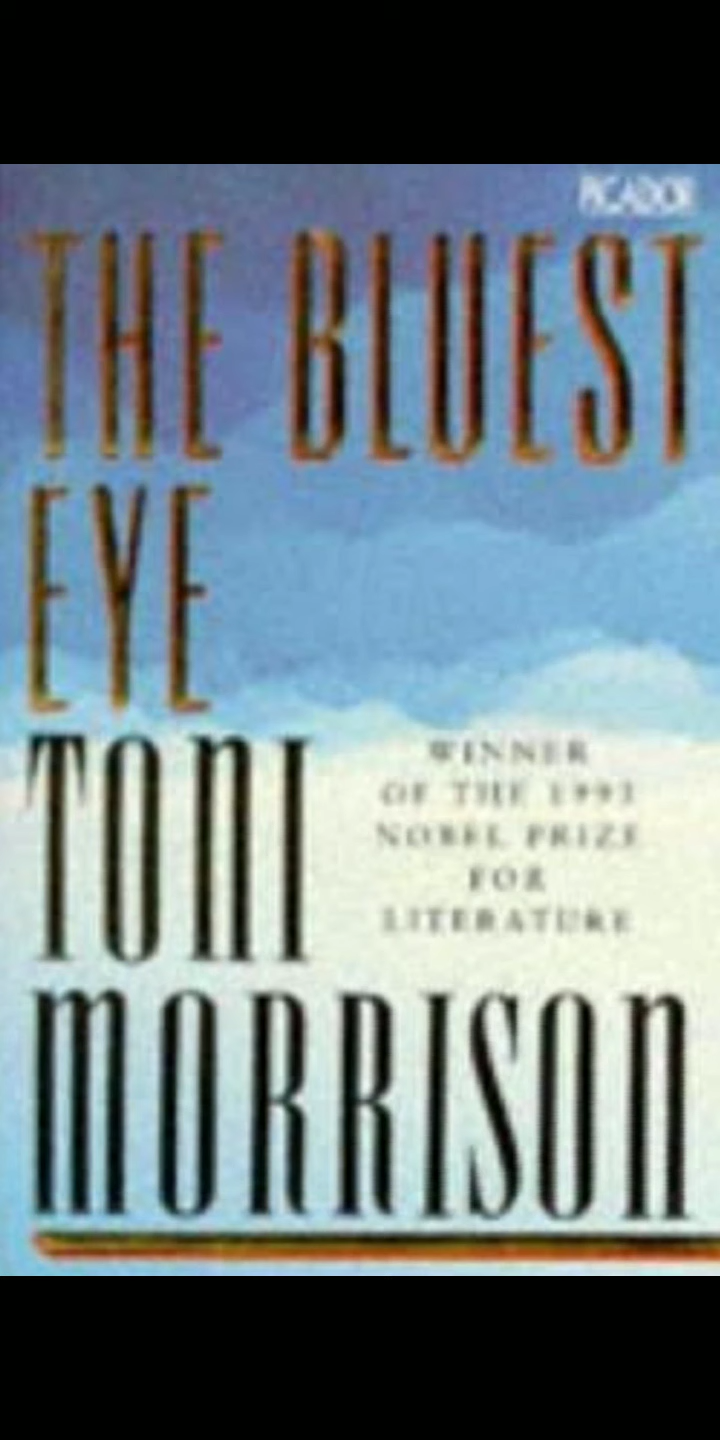 PICADOR
THE BLUEST
EYE
TONI
WINNER
OF THE 1993
NOBEL PRIZE
FOR
LITERATURE
MORRISON